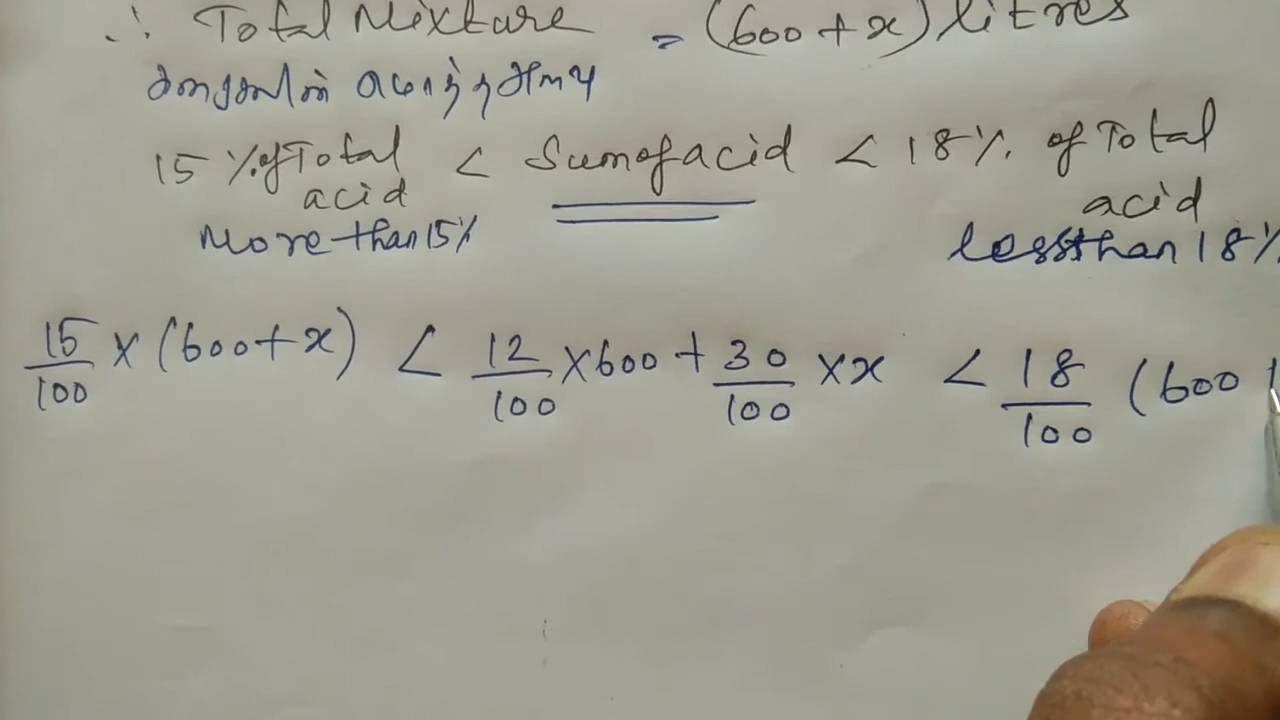 ∴ Total Mixture = (600 + x) litres
15 % of Total acid < Sum of acid < 18 % of Total acid
More than 15 %
less than 18 %
15/100 × (600 + x) < 12/100 × 600 + 30/100 × x < 18/100 (600